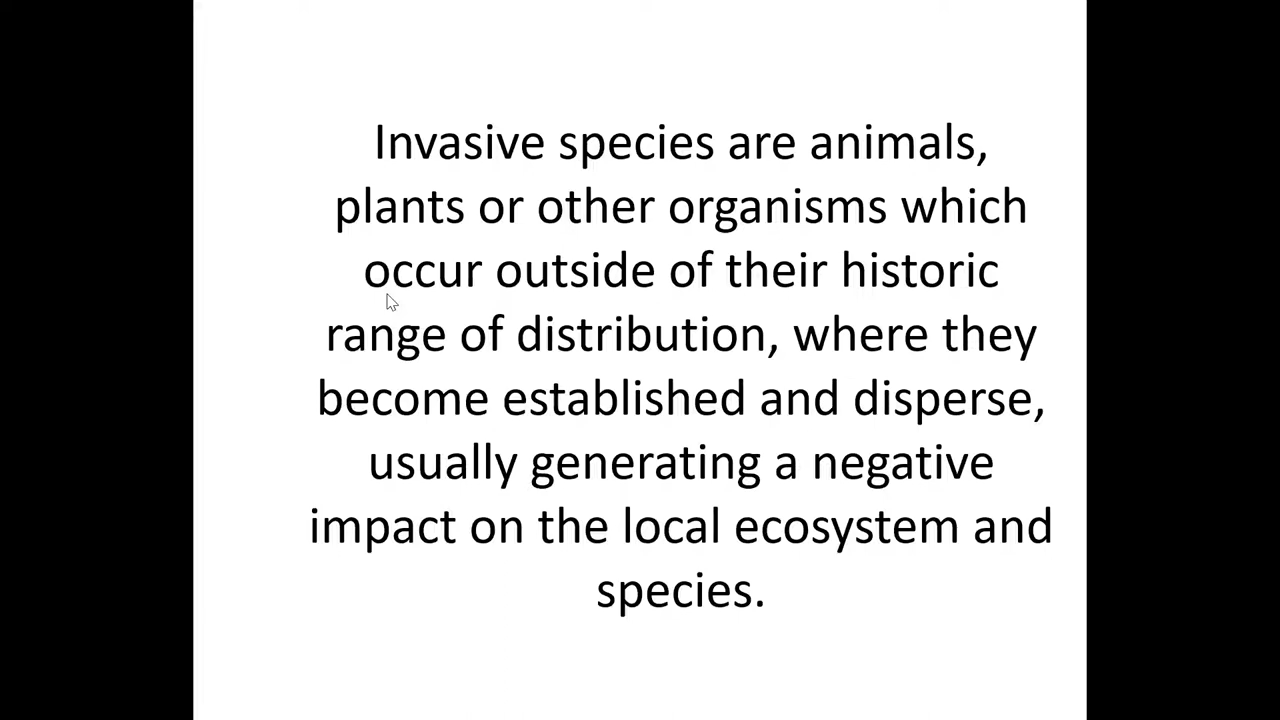 Invasive species are animals,
plants or other organisms which
occur outside of their historic
range of distribution, where they
become established and disperse,
usually generating a negative
impact on the local ecosystem and
species.